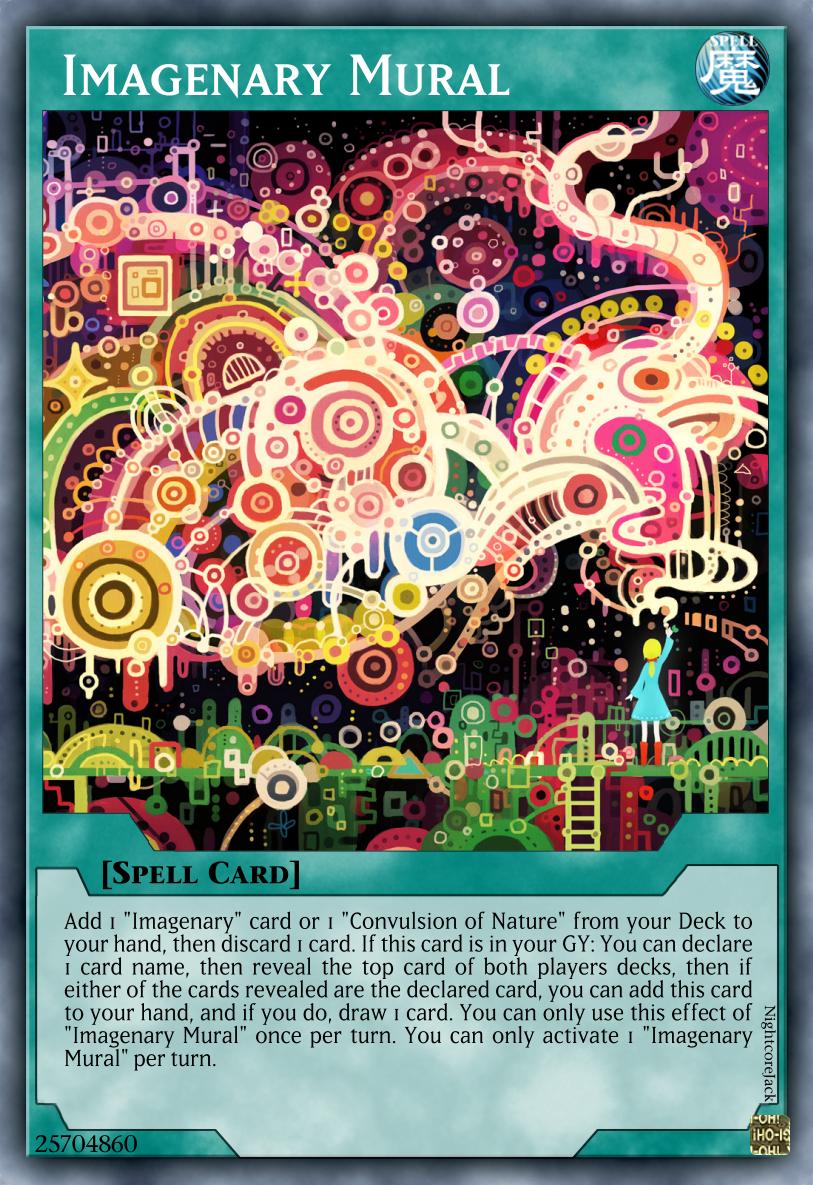 Imagenary Mural
SPELL
魔
[Spell Card]
Add 1 "Imagenary" card or 1 "Convulsion of Nature" from your Deck to
your hand, then discard 1 card. If this card is in your GY: You can declare
1 card name, then reveal the top card of both players decks, then if
either of the cards revealed are the declared card, you can add this card
to your hand, and if you do, draw 1 card. You can only use this effect of
"Imagenary Mural" once per turn. You can only activate 1 "Imagenary
Mural" per turn.
NightcoreJack
25704860
-OH!